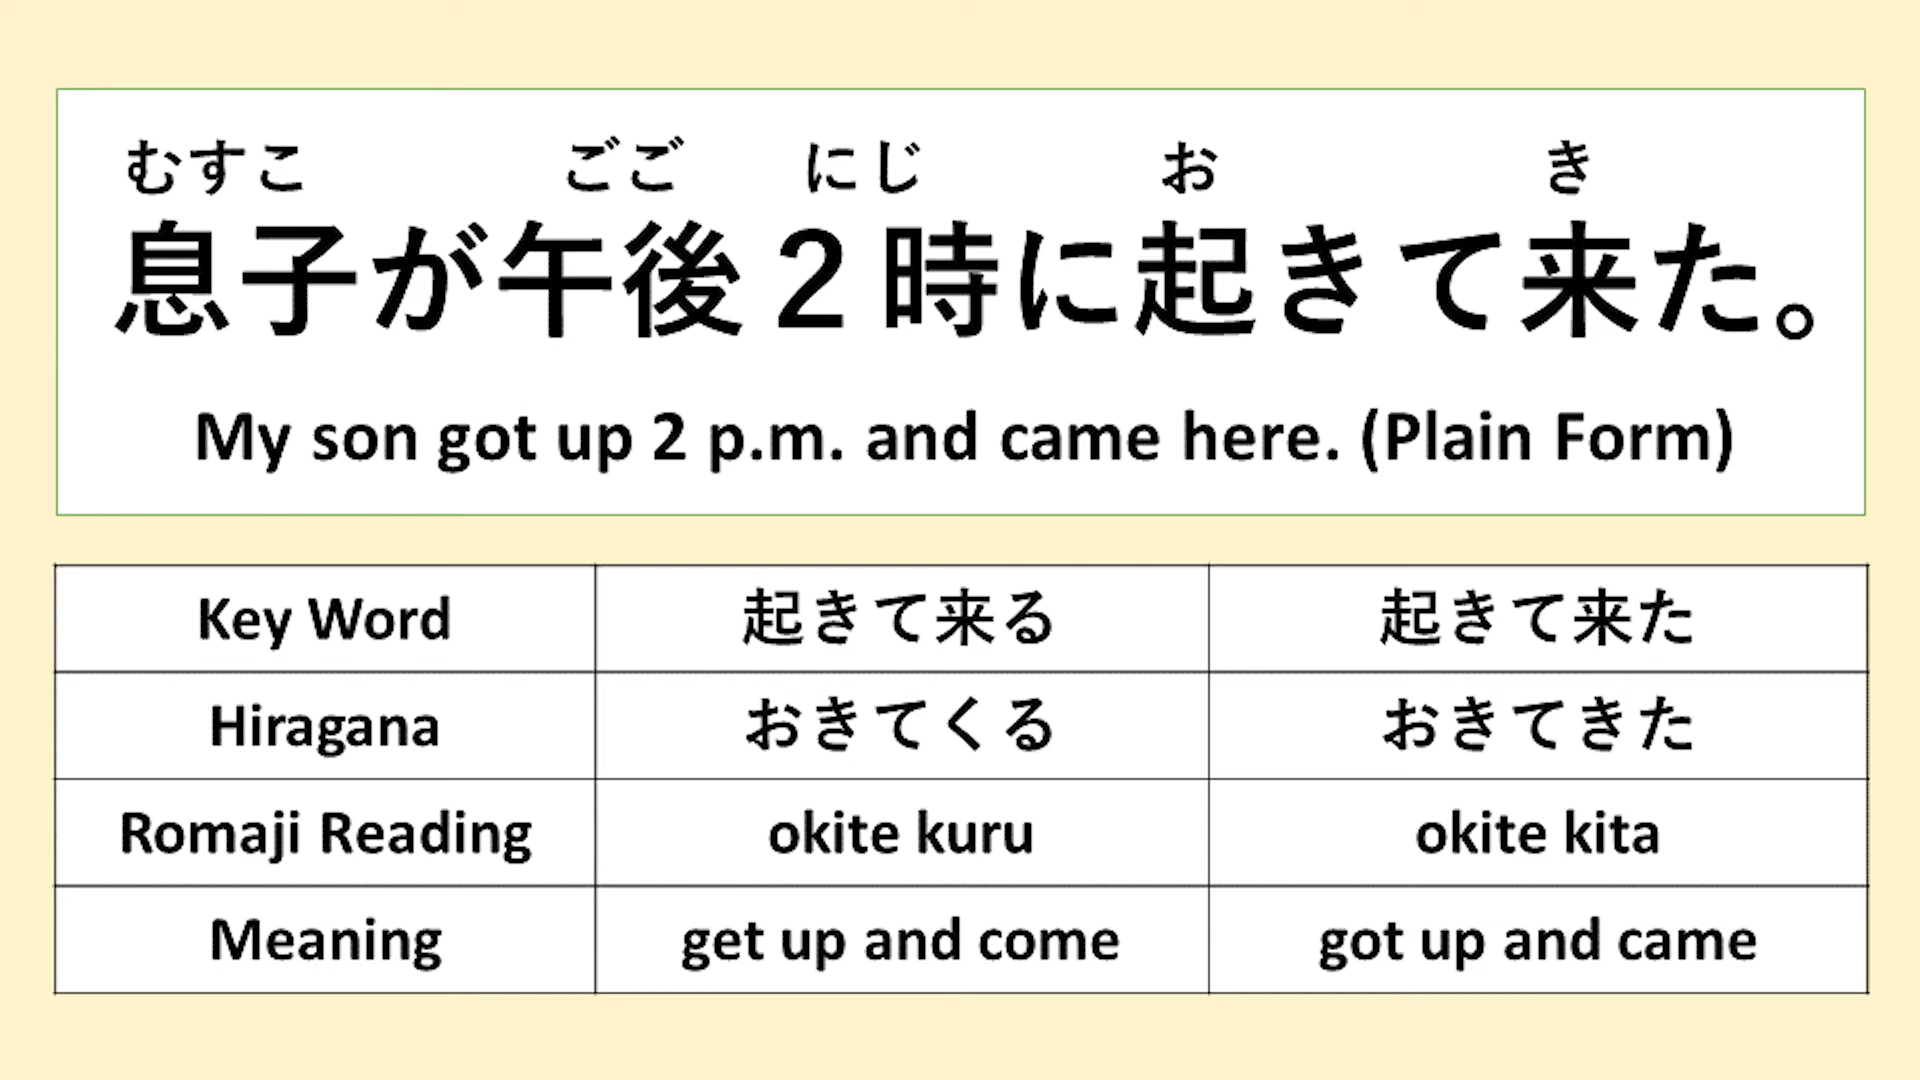 むすこ ごご にじ お き
息子が午後２時に起きて来た。
My son got up 2 p.m. and came here. (Plain Form)
Key Word 起きて来る 起きて来た
Hiragana おきてくる おきてきた
Romaji Reading okite kuru okite kita
Meaning get up and come got up and came